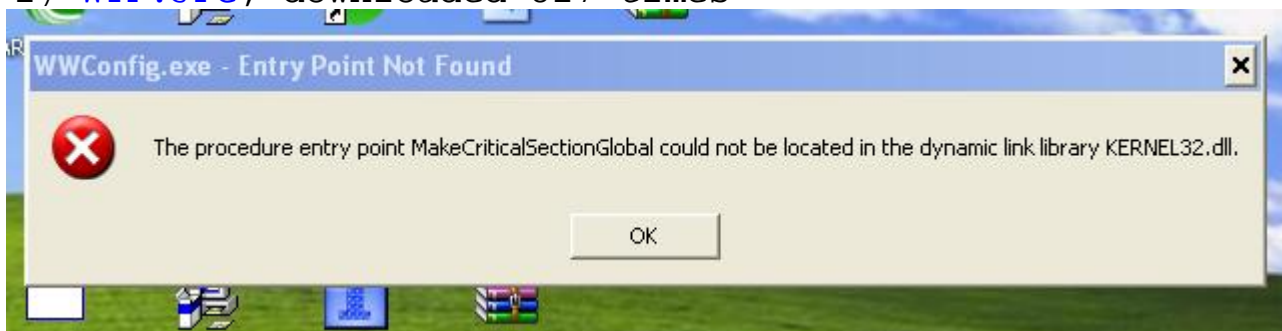 WWConfig.exe - Entry Point Not Found
The procedure entry point MakeCriticalSectionGlobal could not be located in the dynamic link library KERNEL32.dll.
OK